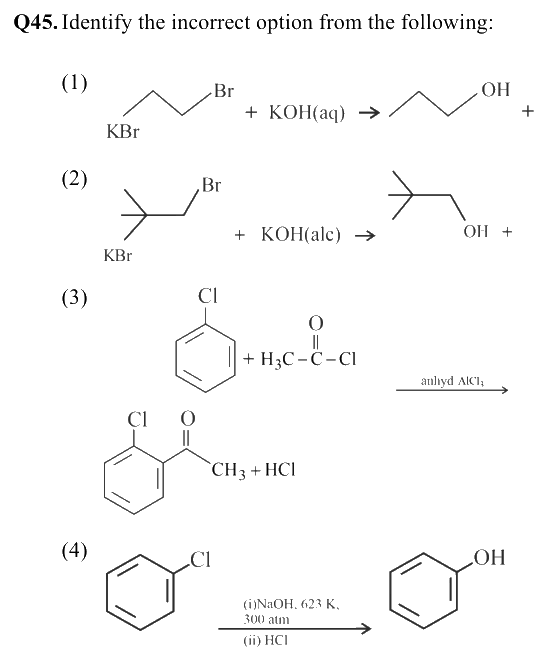 Q45. Identify the incorrect option from the following:
(1)
Br
+ KOH(aq) → OH +
KBr
(2)
Br
+ KOH(alc) → OH +
KBr
(3)
Cl
O
+ H3C–C–Cl
anhyd AlCl3
Cl O
CH3 + HCl
(4)
Cl OH
(i)NaOH, 623 K,
300 atm
(ii) HCl